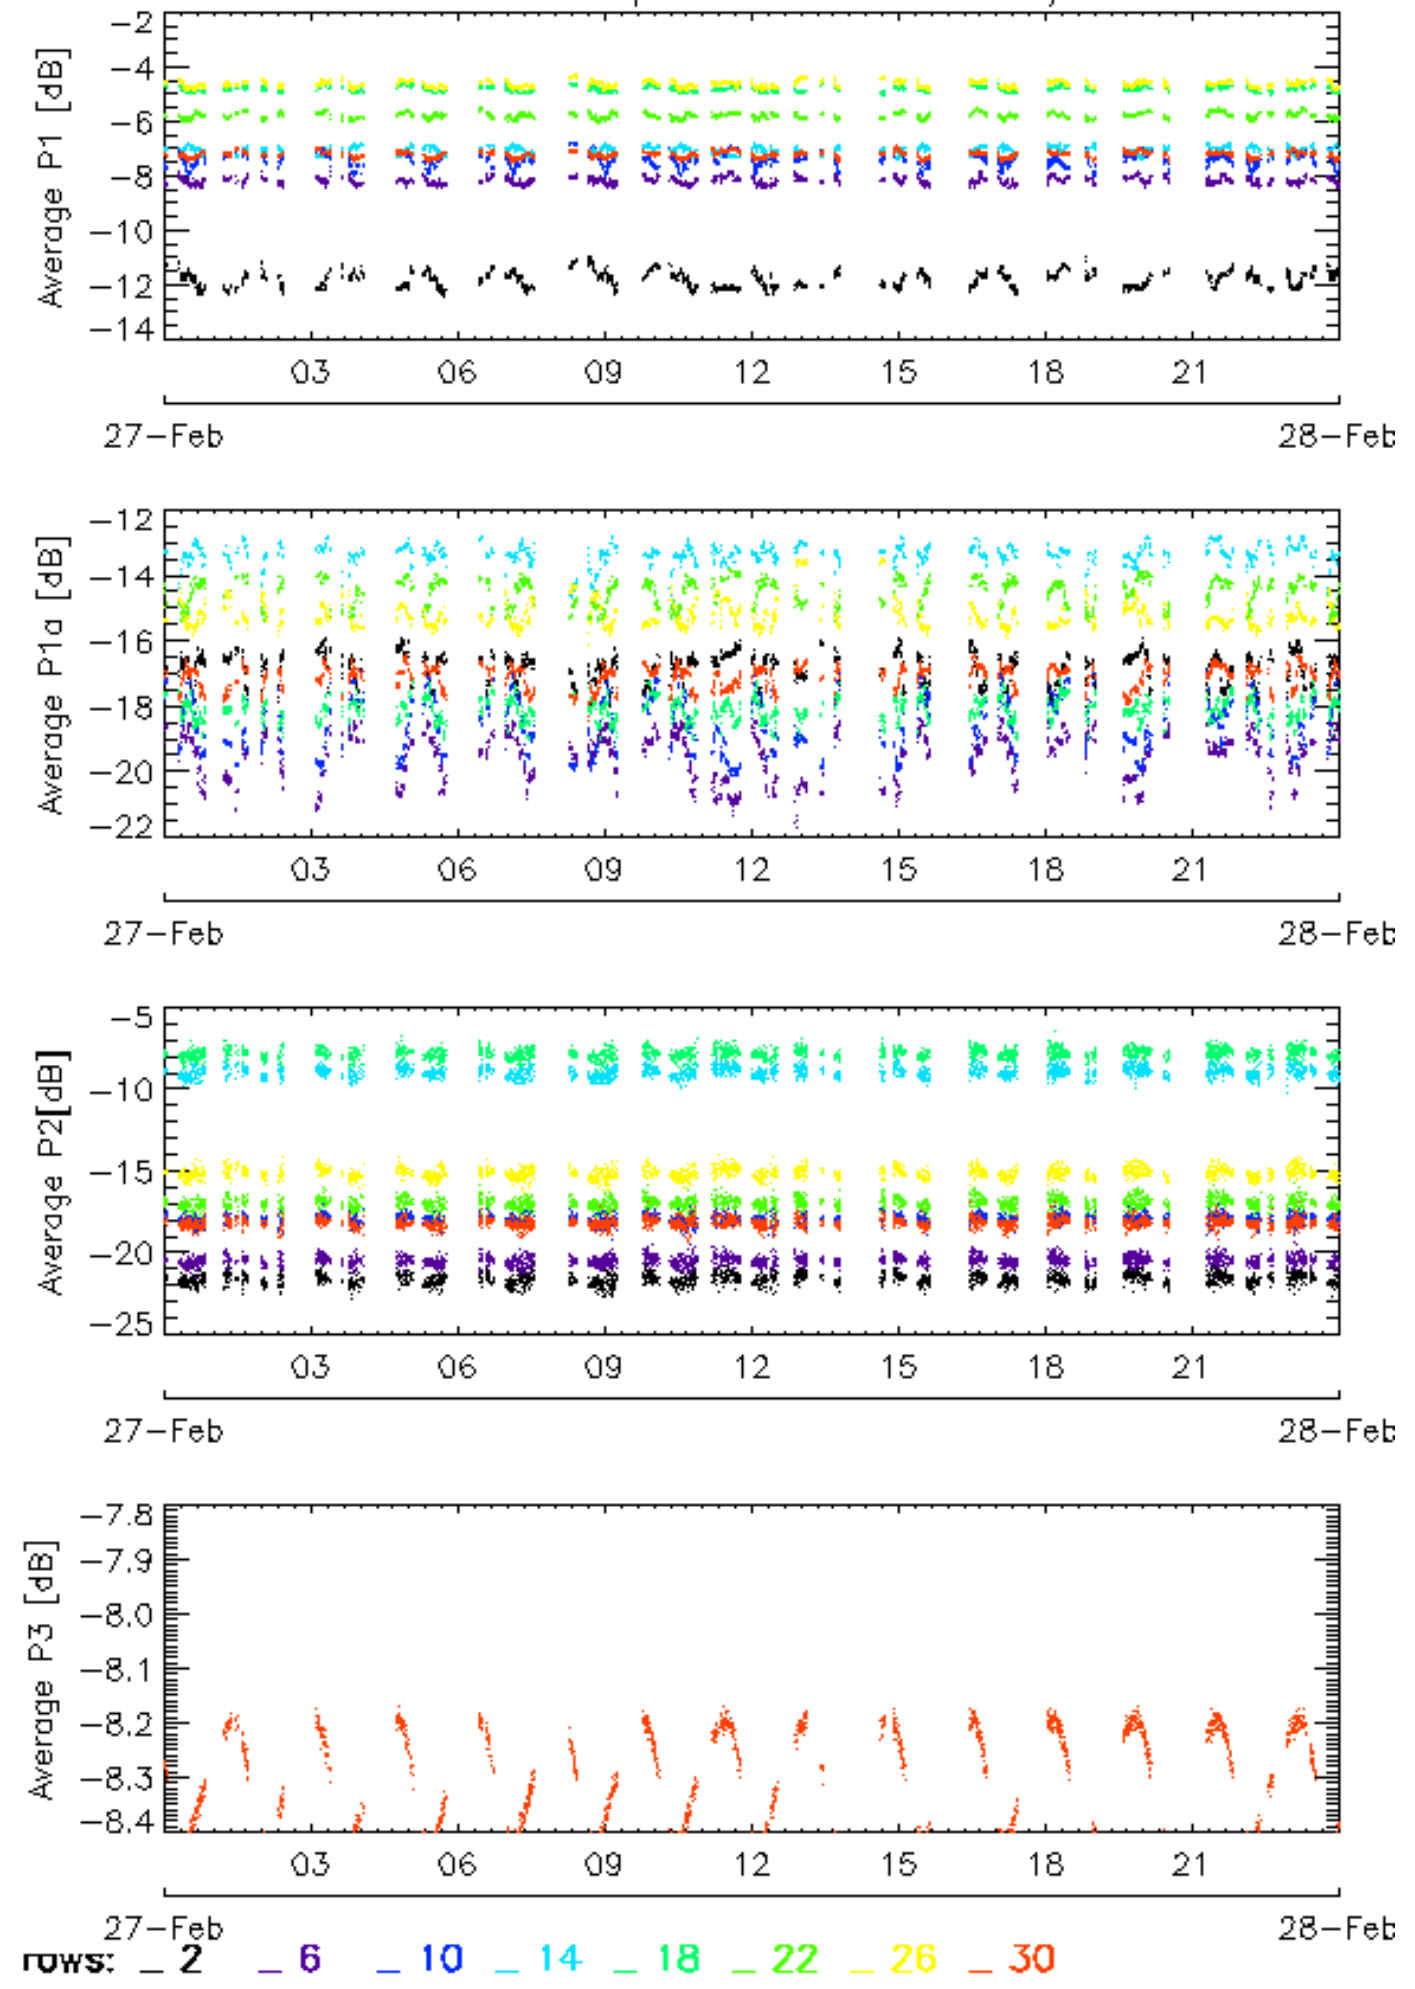 Average P1 [dB]
-2
-4
-6
-8
-10
-12
-14
03 06 09 12 15 18 21
27-Feb 28-Feb
Average P1a [dB]
-12
-14
-16
-18
-20
-22
03 06 09 12 15 18 21
27-Feb 28-Feb
Average P2[dB]
-5
-10
-15
-20
-25
03 06 09 12 15 18 21
27-Feb 28-Feb
Average P3 [dB]
-7.8
-7.9
-8.0
-8.1
-8.2
-8.3
-8.4
03 06 09 12 15 18 21
27-Feb 28-Feb
rows: _ 2 _ 6 _ 10 _ 14 _ 18 _ 22 _ 26 _ 30